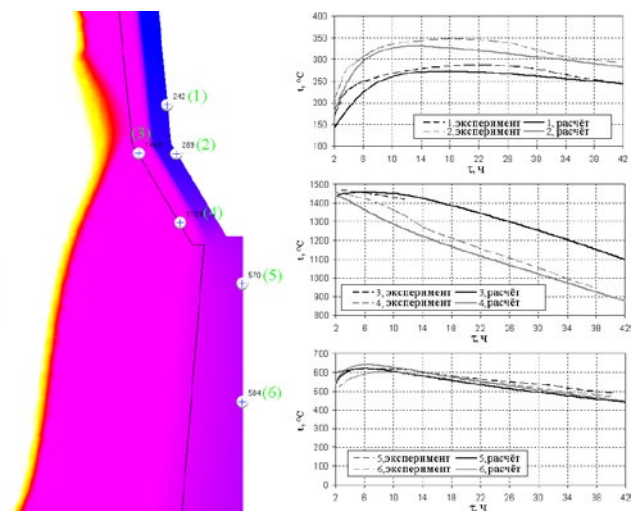 242 (1)
289 (2)
(3)
(4)
570 (5)
584 (6)
t, °C
400
350
300
250
200
150
100
1, эксперимент 1, расчёт
2, эксперимент 2, расчёт
2 6 10 14 18 22 26 30 34 38 42
τ, ч
t, °C
1500
1400
1300
1200
1100
1000
900
800
3, эксперимент 3, расчёт
4, эксперимент 4, расчёт
2 6 10 14 18 22 26 30 34 38 42
τ, ч
t, °C
700
600
500
400
300
200
100
0
5, эксперимент 5, расчёт
6, эксперимент 6, расчёт
2 6 10 14 18 22 26 30 34 38 42
τ, ч